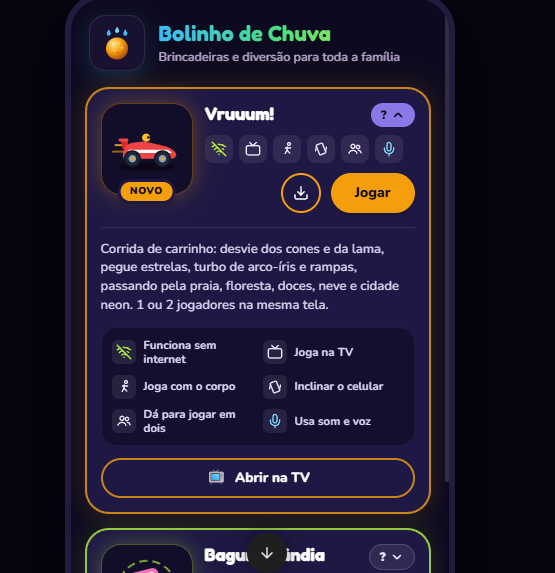 Bolinho de Chuva
Brincadeiras e diversão para toda a família
Vruuum!
?
NOVO
Jogar
Corrida de carrinho: desvie dos cones e da lama,
pegue estrelas, turbo de arco-íris e rampas,
passando pela praia, floresta, doces, neve e cidade
neon. 1 ou 2 jogadores na mesma tela.
Funciona sem
internet
Joga na TV
Joga com o corpo
Inclinar o celular
Dá para jogar em
dois
Usa som e voz
Abrir na TV
?